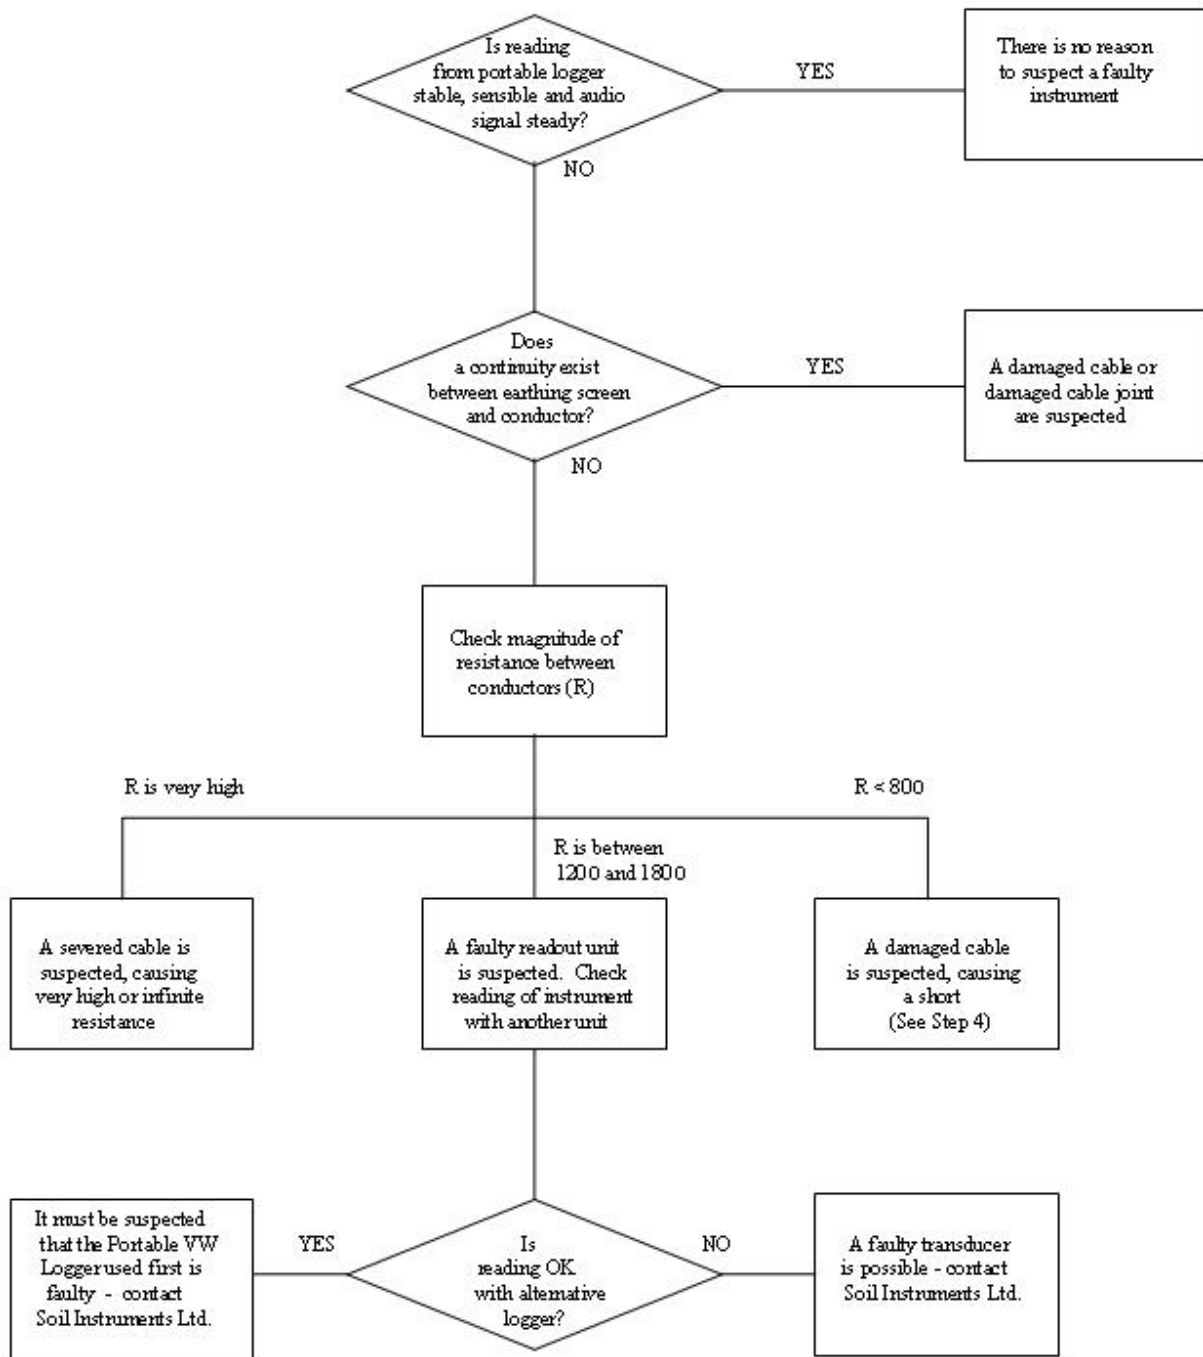 Is reading
from portable logger
stable, sensible and audio
signal steady?
YES
There is no reason
to suspect a faulty
instrument
NO
Does
a continuity exist
between earthing screen
and conductor?
YES
A damaged cable or
damaged cable joint
are suspected
NO
Check magnitude of
resistance between
conductors (R)
R is very high
R < 800
R is between
1200 and 1800
A severed cable is
suspected, causing
very high or infinite
resistance
A faulty readout unit
is suspected. Check
reading of instrument
with another unit
A damaged cable
is suspected, causing
a short
(See Step 4)
It must be suspected
that the Portable VW
Logger used first is
faulty - contact
Soil Instruments Ltd.
YES
Is
reading OK
with alternative
logger?
NO
A faulty transducer
is possible - contact
Soil Instruments Ltd.